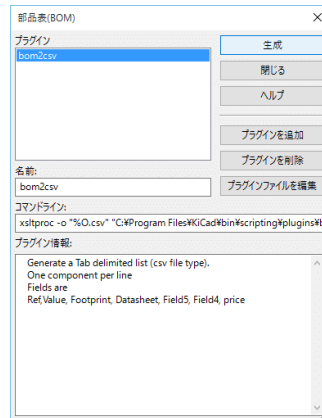 部品表(BOM)
プラグイン
bom2csv
生成
閉じる
ヘルプ
プラグインを追加
プラグインを削除
プラグインファイルを編集
名前:
bom2csv
コマンドライン:
xsltproc -o "%O.csv" "C:¥Program Files¥KiCad¥bin¥scripting¥plugins¥b
プラグイン情報:
Generate a Tab delimited list (csv file type).
One component per line
Fields are
Ref,Value, Footprint, Datasheet, Field5, Field4, price